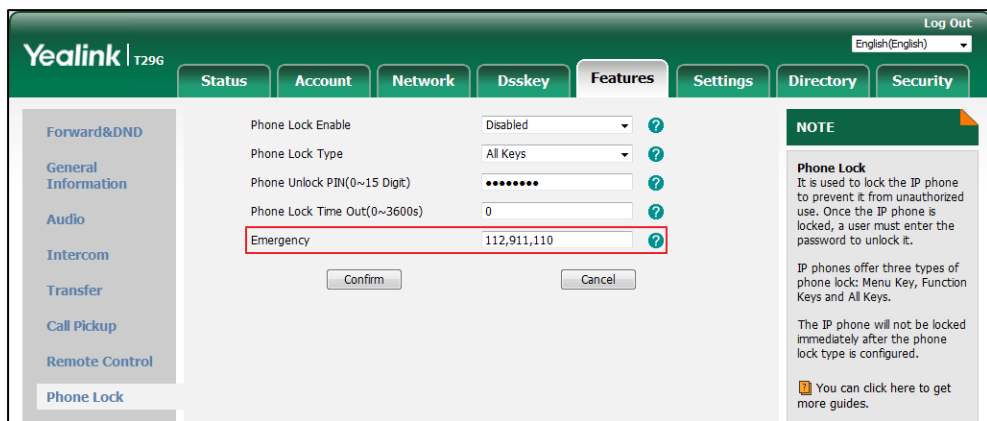 Log Out
English(English)
Yealink T29G
Status Account Network Dsskey Features Settings Directory Security
Forward&DND
General
Information
Audio
Intercom
Transfer
Call Pickup
Remote Control
Phone Lock
Phone Lock Enable Disabled ?
Phone Lock Type All Keys ?
Phone Unlock PIN(0~15 Digit) •••••••• ?
Phone Lock Time Out(0~3600s) 0 ?
Emergency 112,911,110 ?
Confirm Cancel
NOTE
Phone Lock
It is used to lock the IP phone
to prevent it from unauthorized
use. Once the IP phone is
locked, a user must enter the
password to unlock it.
IP phones offer three types of
phone lock: Menu Key, Function
Keys and All Keys.
The IP phone will not be locked
immediately after the phone
lock type is configured.
? You can click here to get
more guides.